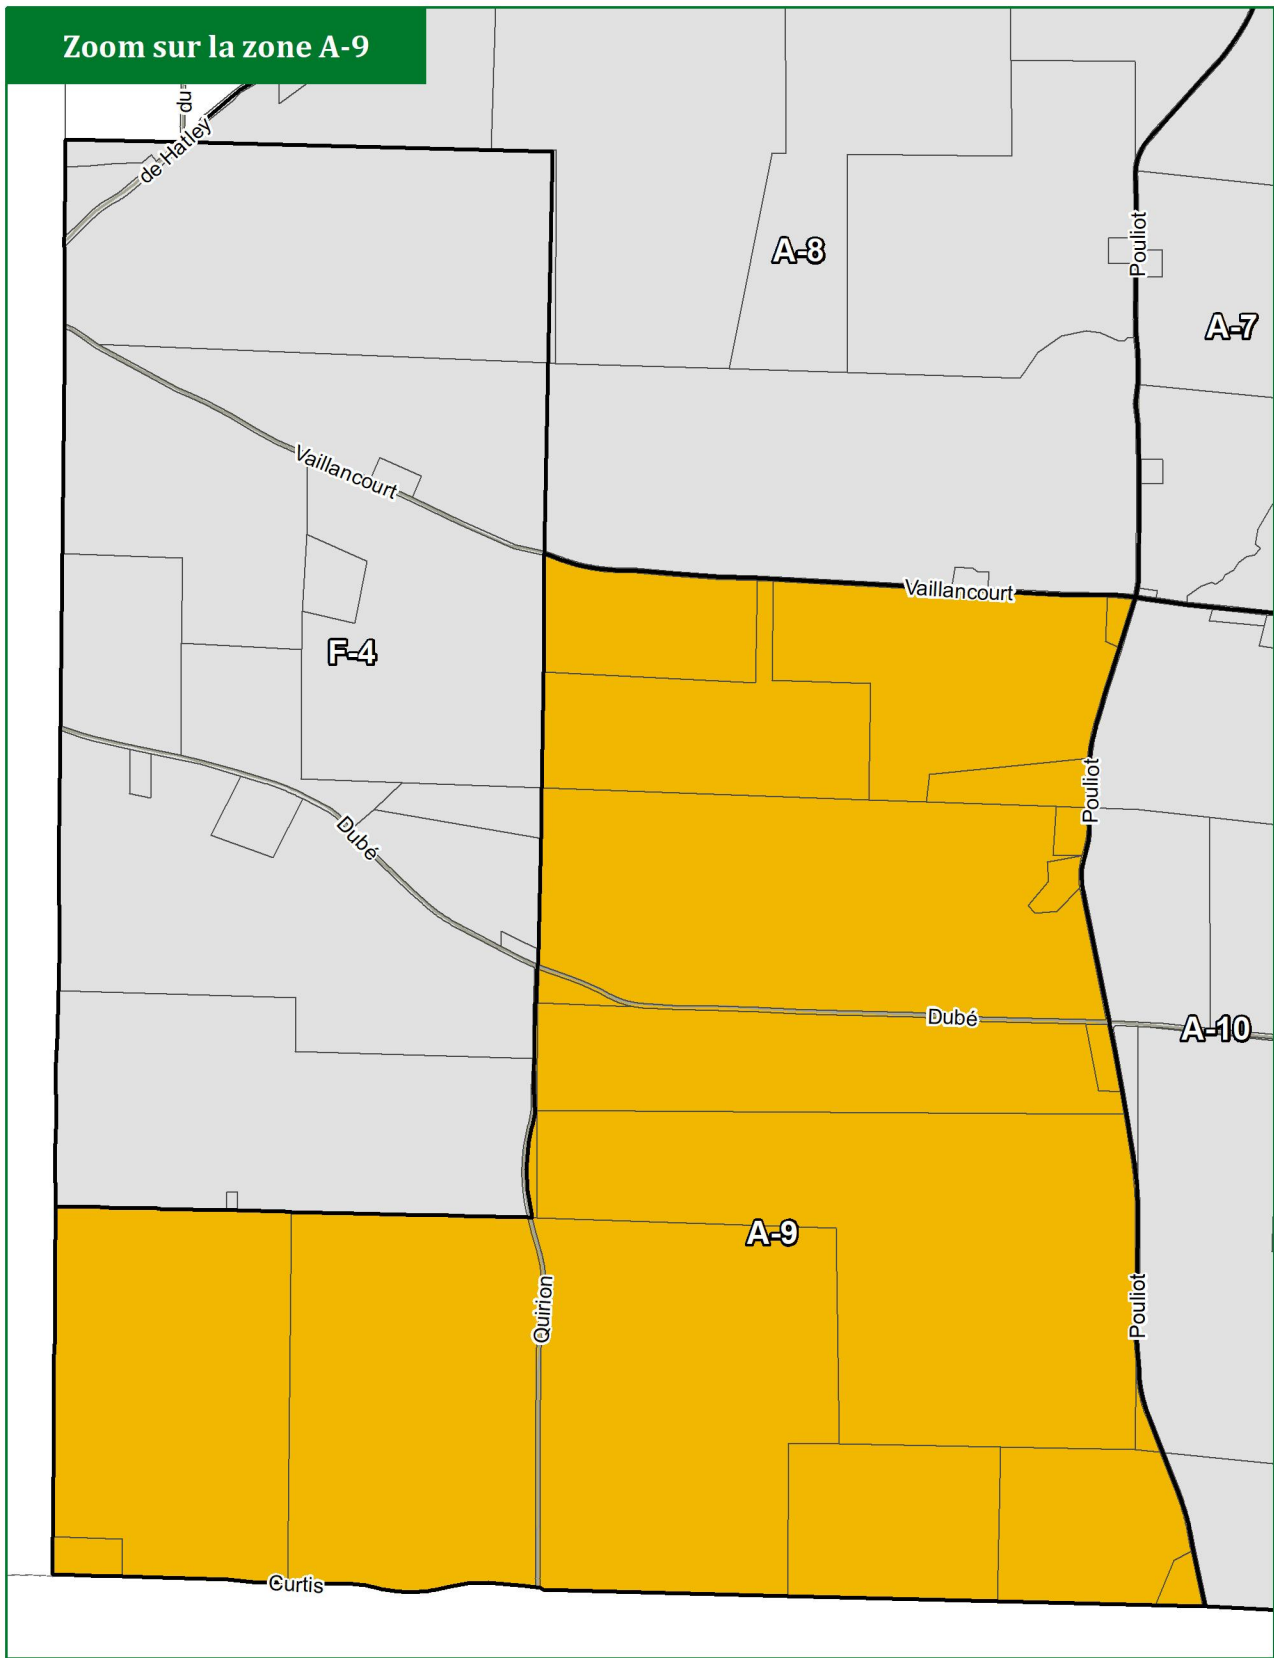 Zoom sur la zone A-9
du
de Hatley
Pouliot
A-8
A-7
Vaillancourt
Vaillancourt
F-4
Pouliot
Dubé
Dubé
A-10
A-9
Quirion
Pouliot
Curtis